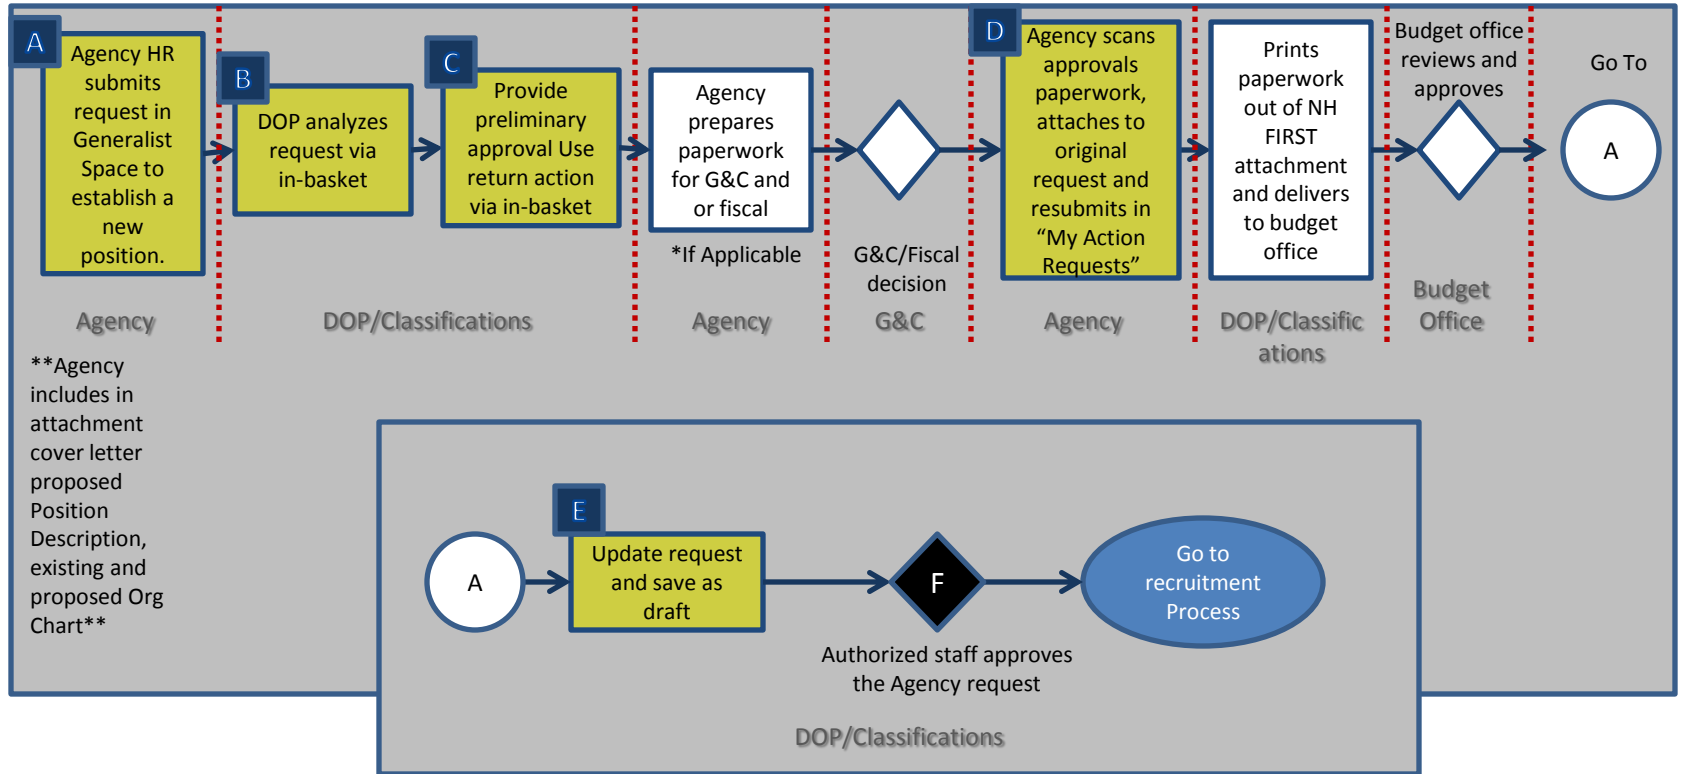 A
Agency HR
submits
request in
Generalist
Space to
establish a
new
position.
B
DOP analyzes
request via
in-basket
C
Provide
preliminary
approval Use
return action
via in-basket
Agency
prepares
paperwork
for G&C and
or fiscal
*If Applicable
G&C/Fiscal
decision
D
Agency scans
approvals
paperwork,
attaches to
original
request and
resubmits in
“My Action
Requests”
Prints
paperwork
out of NH
FIRST
attachment
and delivers
to budget
office
Budget office
reviews and
approves
Go To
A
Agency
DOP/Classifications
Agency
G&C
Agency
DOP/Classific
ations
Budget
Office
**Agency
includes in
attachment
cover letter
proposed
Position
Description,
existing and
proposed Org
Chart**
A
E
Update request
and save as
draft
F
Authorized staff approves
the Agency request
Go to
recruitment
Process
DOP/Classifications